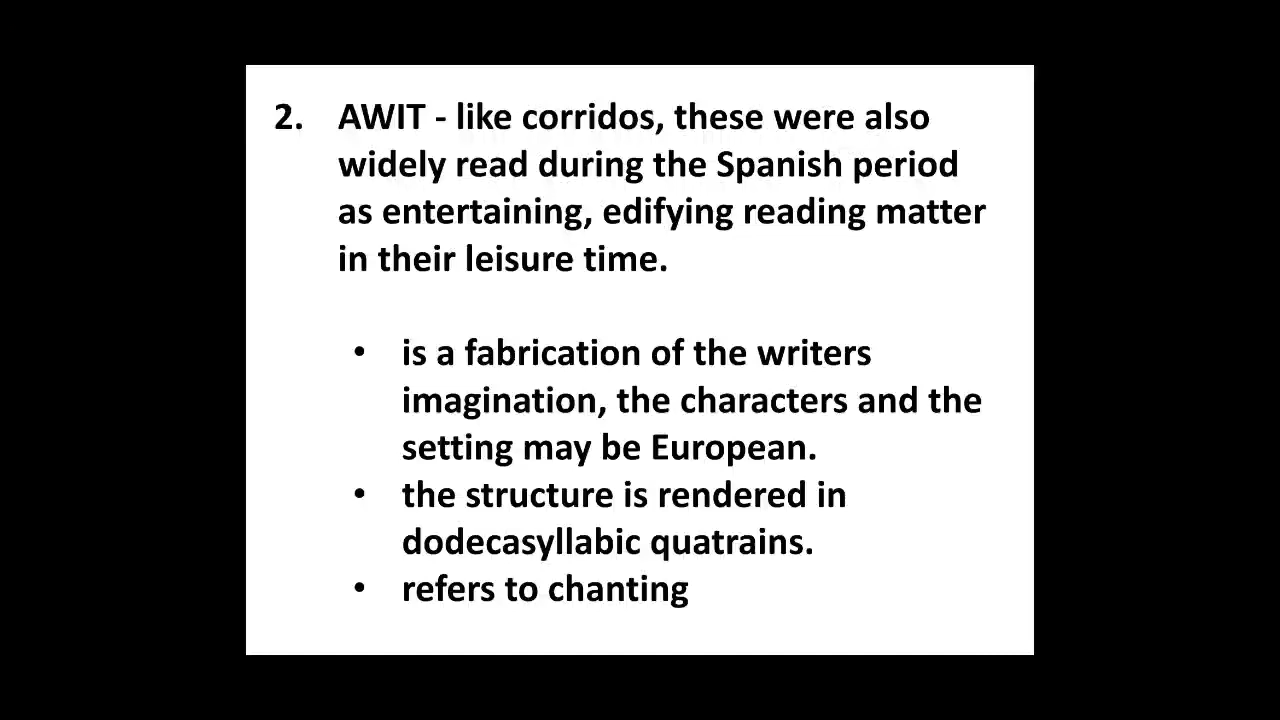 2. AWIT - like corridos, these were also
widely read during the Spanish period
as entertaining, edifying reading matter
in their leisure time.
• is a fabrication of the writers
imagination, the characters and the
setting may be European.
• the structure is rendered in
dodecasyllabic quatrains.
• refers to chanting